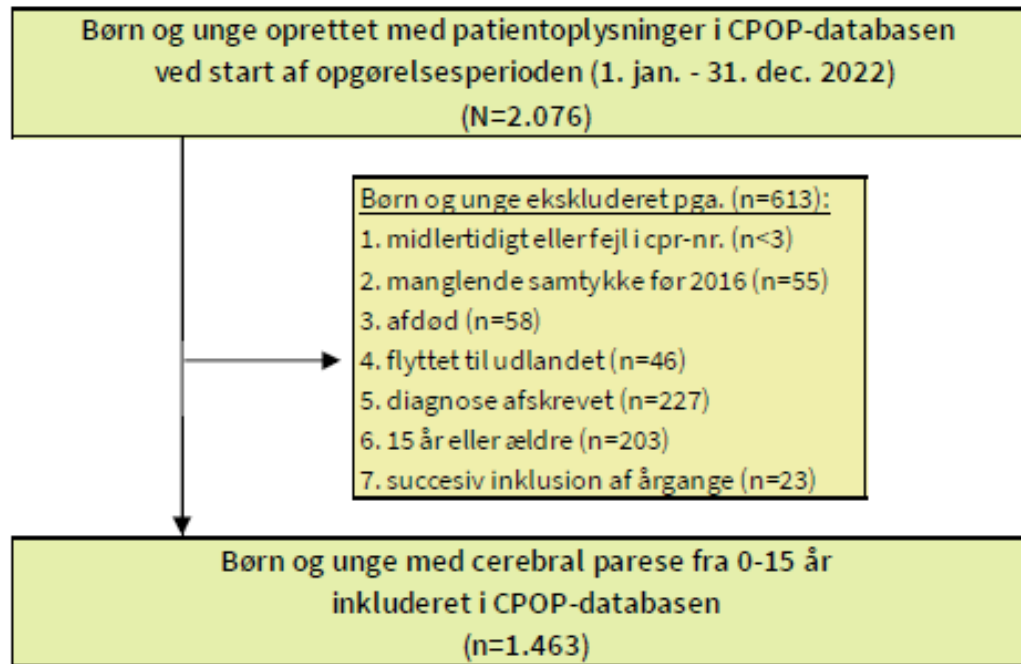 Børn og unge oprettet med patientoplysninger i CPOP-databasen
ved start af opgørelsesperioden (1. jan. - 31. dec. 2022)
(N=2.076)
Børn og unge ekskluderet pga. (n=613):
1. midlertidigt eller fejl i cpr-nr. (n<3)
2. manglende samtykke før 2016 (n=55)
3. afdød (n=58)
4. flyttet til udlandet (n=46)
5. diagnose afskrevet (n=227)
6. 15 år eller ældre (n=203)
7. succesiv inklusion af årgange (n=23)
Børn og unge med cerebral parese fra 0-15 år
inkluderet i CPOP-databasen
(n=1.463)